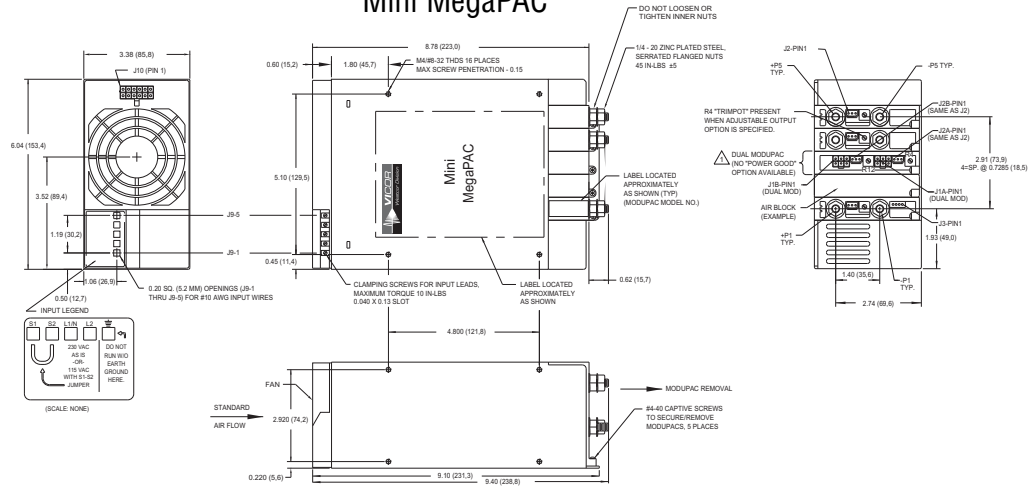 Mini MegaPAC
DO NOT LOOSEN OR
TIGHTEN INNER NUTS
3.38 (85,8)
8.78 (223,0)
J10 (PIN 1)
0.60 (15,2)
1.80 (45,7)
M4/#8-32 THDS 16 PLACES
MAX SCREW PENETRATION - 0.15
1/4 - 20 ZINC PLATED STEEL,
SERRATED FLANGED NUTS
45 IN-LBS ±5
J2-PIN1
+P5
TYP.
-P5 TYP.
R4 "TRIMPOT" PRESENT
WHEN ADJUSTABLE OUTPUT
OPTION IS SPECIFIED.
J2B-PIN1
(SAME AS J2)
J2A-PIN1
(SAME AS J2)
6.04 (153,4)
3.52 (89,4)
5.10 (129,5)
Mini
MegaPAC
VICOR
1
DUAL MODUPAC
(NO "POWER GOOD"
OPTION AVAILABLE)
R12
2.91 (73,9)
4=SP. @ 0.7285 (18,5)
LABEL LOCATED
APPROXIMATELY
AS SHOWN (TYP)
(MODUPAC MODEL NO.)
J1B-PIN1
(DUAL MOD)
J1A-PIN1
(DUAL MOD)
AIR BLOCK
(EXAMPLE)
J3-PIN1
+P1
TYP.
1.93 (49,0)
J9-5
J9-1
1.19 (30,2)
1.06 (26,9)
0.45 (11,4)
0.62 (15,7)
1.40 (35,6)
-P1
TYP.
2.74 (69,6)
0.50 (12,7)
0.20 SQ. (5.2 MM) OPENINGS (J9-1
THRU J9-5) FOR #10 AWG INPUT WIRES
CLAMPING SCREWS FOR INPUT LEADS,
MAXIMUM TORQUE 10 IN-LBS
0.040 X 0.13 SLOT
LABEL LOCATED
APPROXIMATELY
AS SHOWN
INPUT LEGEND
S1 S2 L1/N L2
230 VAC
AS IS
-OR-
115 VAC
WITH S1-S2
JUMPER
DO NOT
RUN W/O
EARTH
GROUND
HERE.
(SCALE: NONE)
4.800 (121,8)
FAN
STANDARD
AIR FLOW
2.920 (74,2)
MODUPAC REMOVAL
#4-40 CAPTIVE SCREWS
TO SECURE/REMOVE
MODUPACS, 5 PLACES
0.220 (5,6)
9.10 (231,3)
9.40 (238,8)